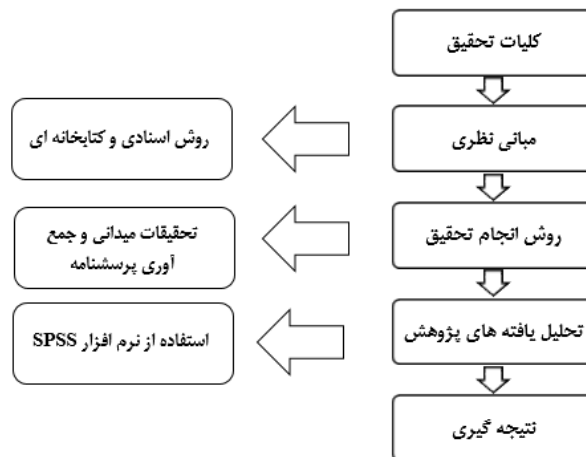 کلیات تحقیق
مبانی نظری
روش اسنادی و کتابخانه ای
روش انجام تحقیق
تحقیقات میدانی و جمع
آوری پرسشنامه
تحلیل یافته های پژوهش
استفاده از نرم افزار SPSS
نتیجه گیری